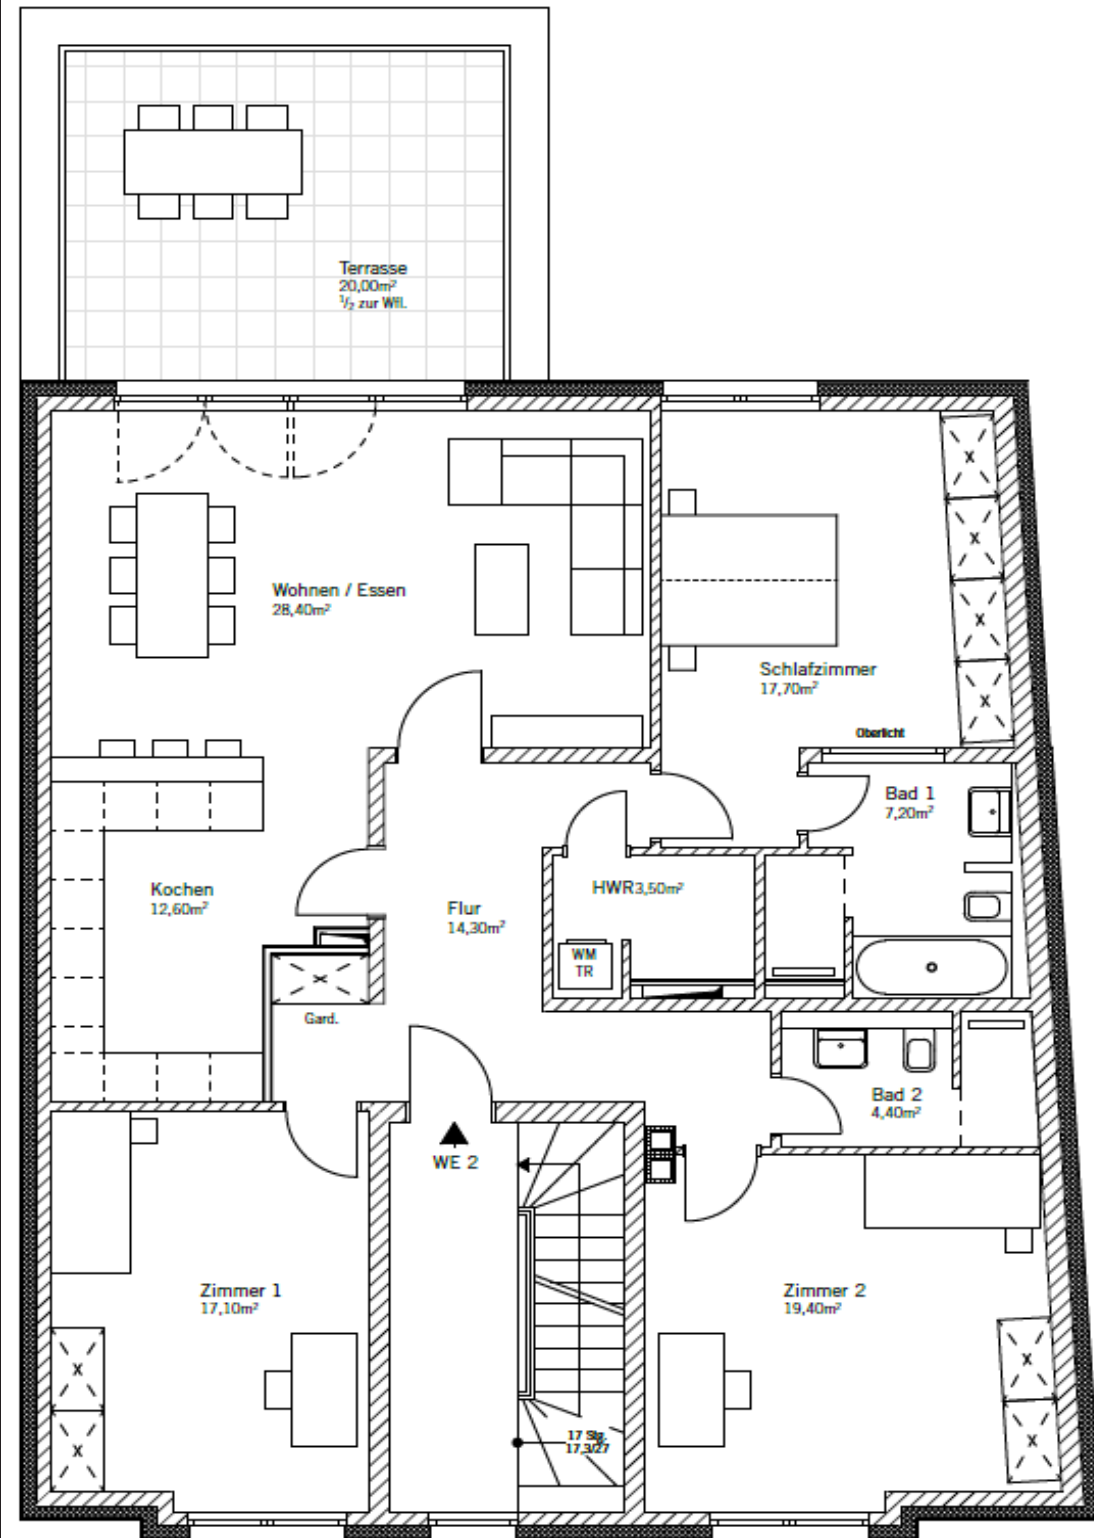 Terrasse
20,00m²
½ zur Wfl.
Wohnen / Essen
28,40m²
Schlafzimmer
17,70m²
Oberlicht
Bad 1
7,20m²
Kochen
12,60m²
HWR3,50m²
Flur
14,30m²
WM
TR
Gard.
Bad 2
4,40m²
WE 2
Zimmer 1
17,10m²
Zimmer 2
19,40m²
17 Stg.
17,3/27